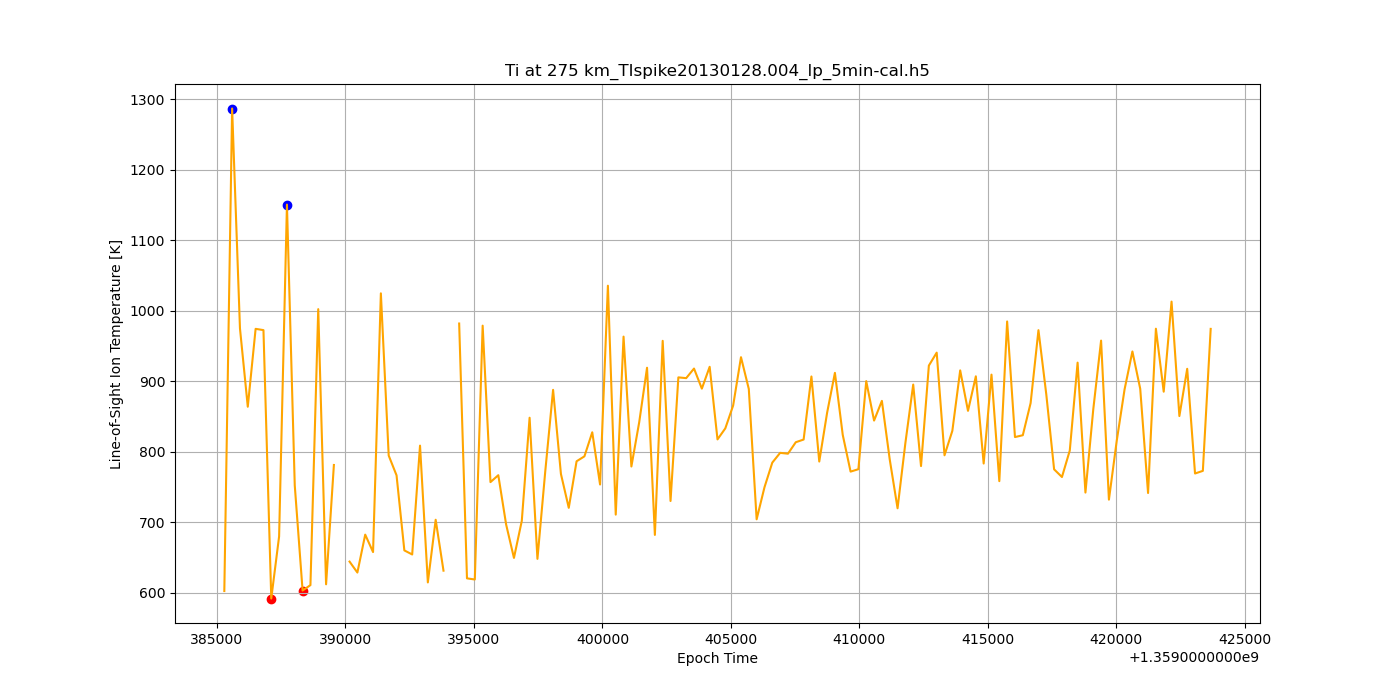 Ti at 275 km_TIspike20130128.004_lp_5min-cal.h5
Line-of-Sight Ion Temperature [K]
1300
1200
1100
1000
900
800
700
600
385000 390000 395000 400000 405000 410000 415000 420000 425000
Epoch Time
+1.3590000000e9